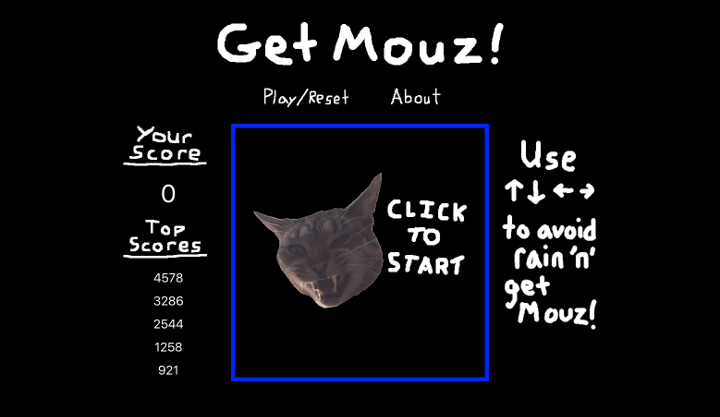 Get Mouz!
Play/Reset About
Your
Score
0
Top
Scores
4578
3286
2544
1258
921
CLICK
TO
START
Use
↑↓←→
to avoid
rain 'n'
get
Mouz!